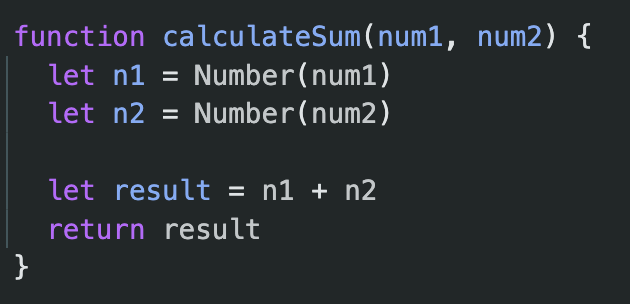 function calculateSum(num1, num2) {
  let n1 = Number(num1)
  let n2 = Number(num2)

  let result = n1 + n2
  return result
}